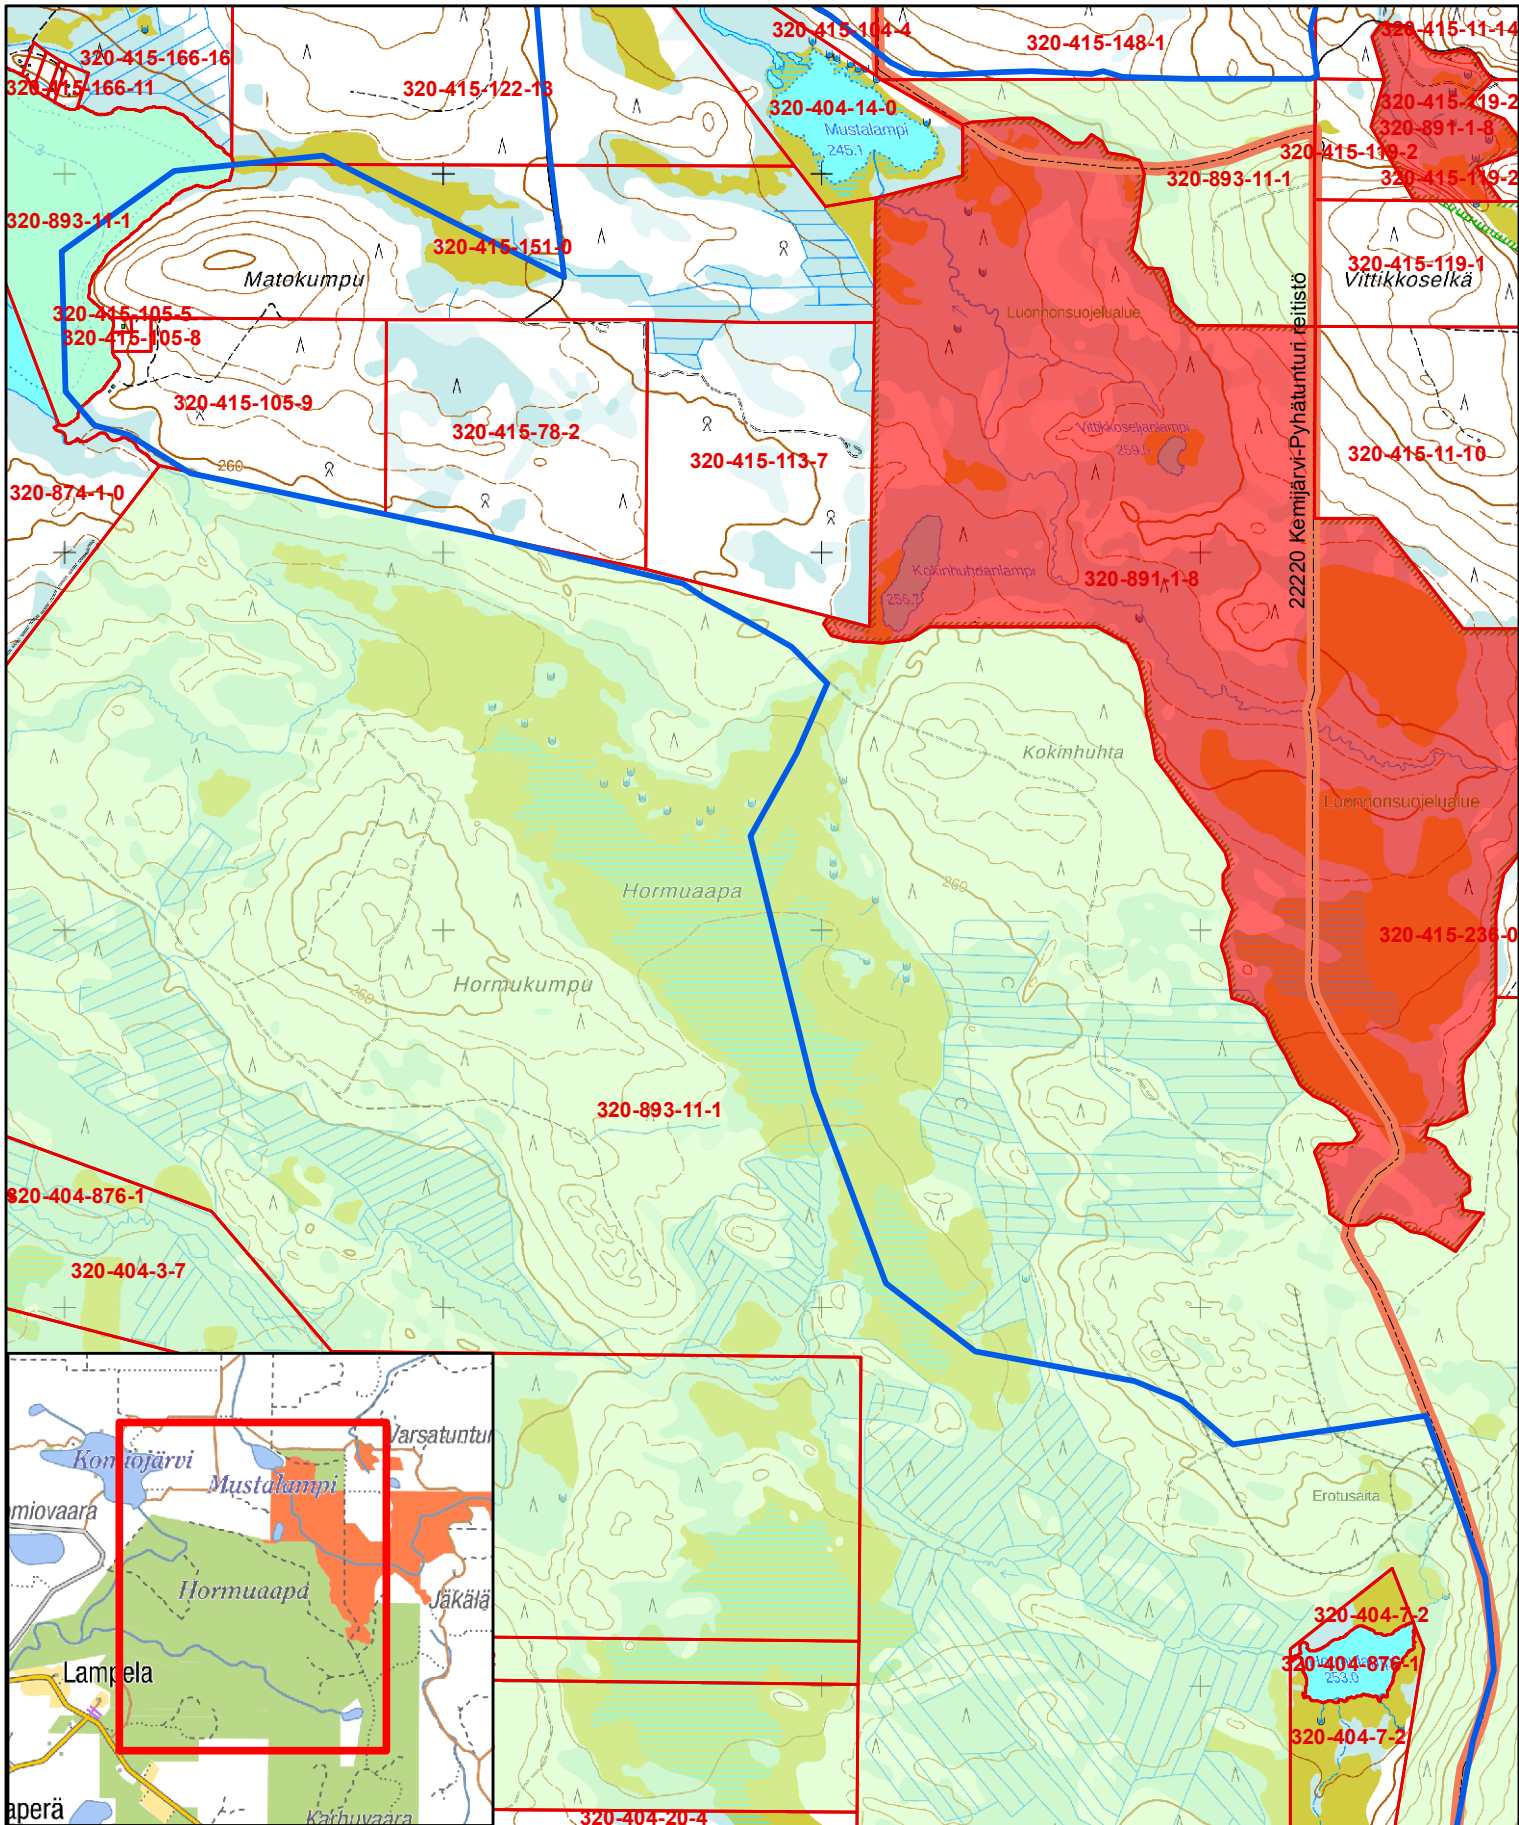 320-415-104-4
320-415-148-1
320-415-11-14
320-415-166-16
320-415-166-11
320-415-122-13
320-404-14-0
Mustalampi
245.1
320-415-119-2
320-891-1-8
320-415-119-2
320-415-119-2
320-893-11-1
3
320-893-11-1
320-415-151-0
Matokumpu
320-415-119-1
Vittikkoselkä
22220 Kemijärvi-Pyhätunturi reitistö
320-415-105-5
320-415-105-8
Luonnonsuojelualue
320-415-105-9
320-415-78-2
320-415-113-7
Vittikkoseljanlampi
259.6
320-415-11-10
260
320-874-1-0
Kokinhuhdanlampi
256.7
320-891-1-8
Kokinhuhta
Luonnonsuojelualue
Hormuaapa
260
320-415-236-0
Hormukumpu
260
320-893-11-1
320-404-876-1
320-404-3-7
Erotusaita
320-404-7-2
320-404-876-1
253.0
320-404-7-2
320-404-20-4
Varsatuntur
Komiojärvi
Mustalampi
omiovaara
Hormuaapa
Jäkälä
Lampela
aperä
Karhuvaara